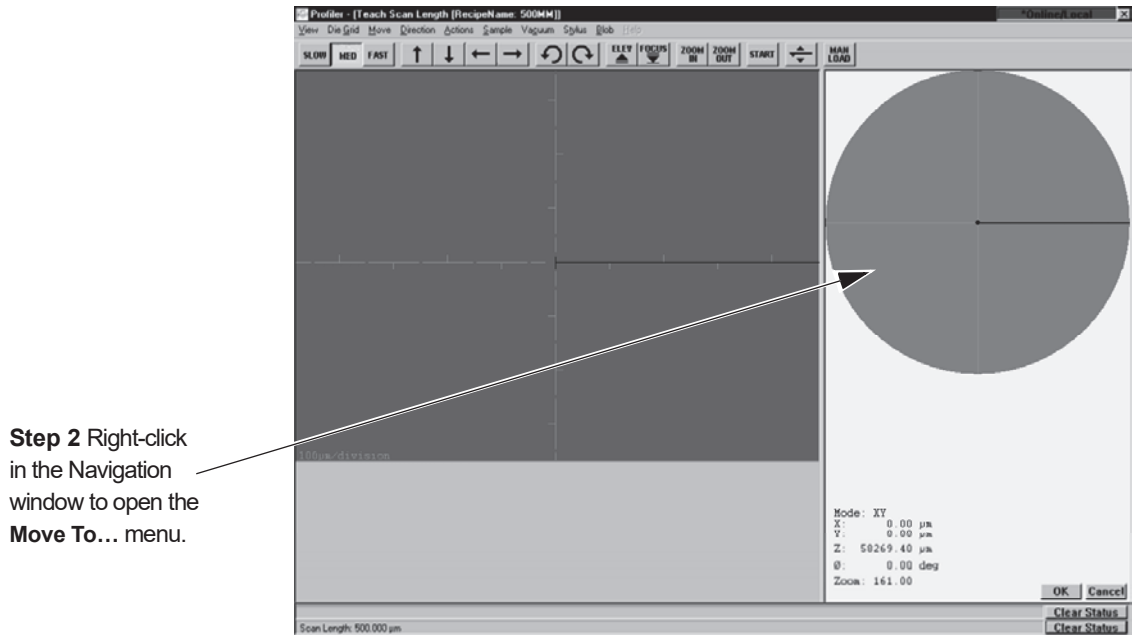 Profiler - [Teach Scan Length [RecipeName: 500MM]]
*Online/Local
View Die Grid Move Direction Actions Sample Vacuum Stylus Blob Help
SLOW MED FAST ELEV FOCUS ZOOM IN ZOOM OUT START MAN LOAD
100µm/division
Step 2 Right-click
in the Navigation
window to open the
Move To… menu.
Mode: XY
X: 0.00 µm
Y: 0.00 µm
Z: 58269.40 µm
Ø: 0.00 deg
Zoom: 161.00
OK Cancel
Clear Status
Scan Length: 500.000 µm
Clear Status